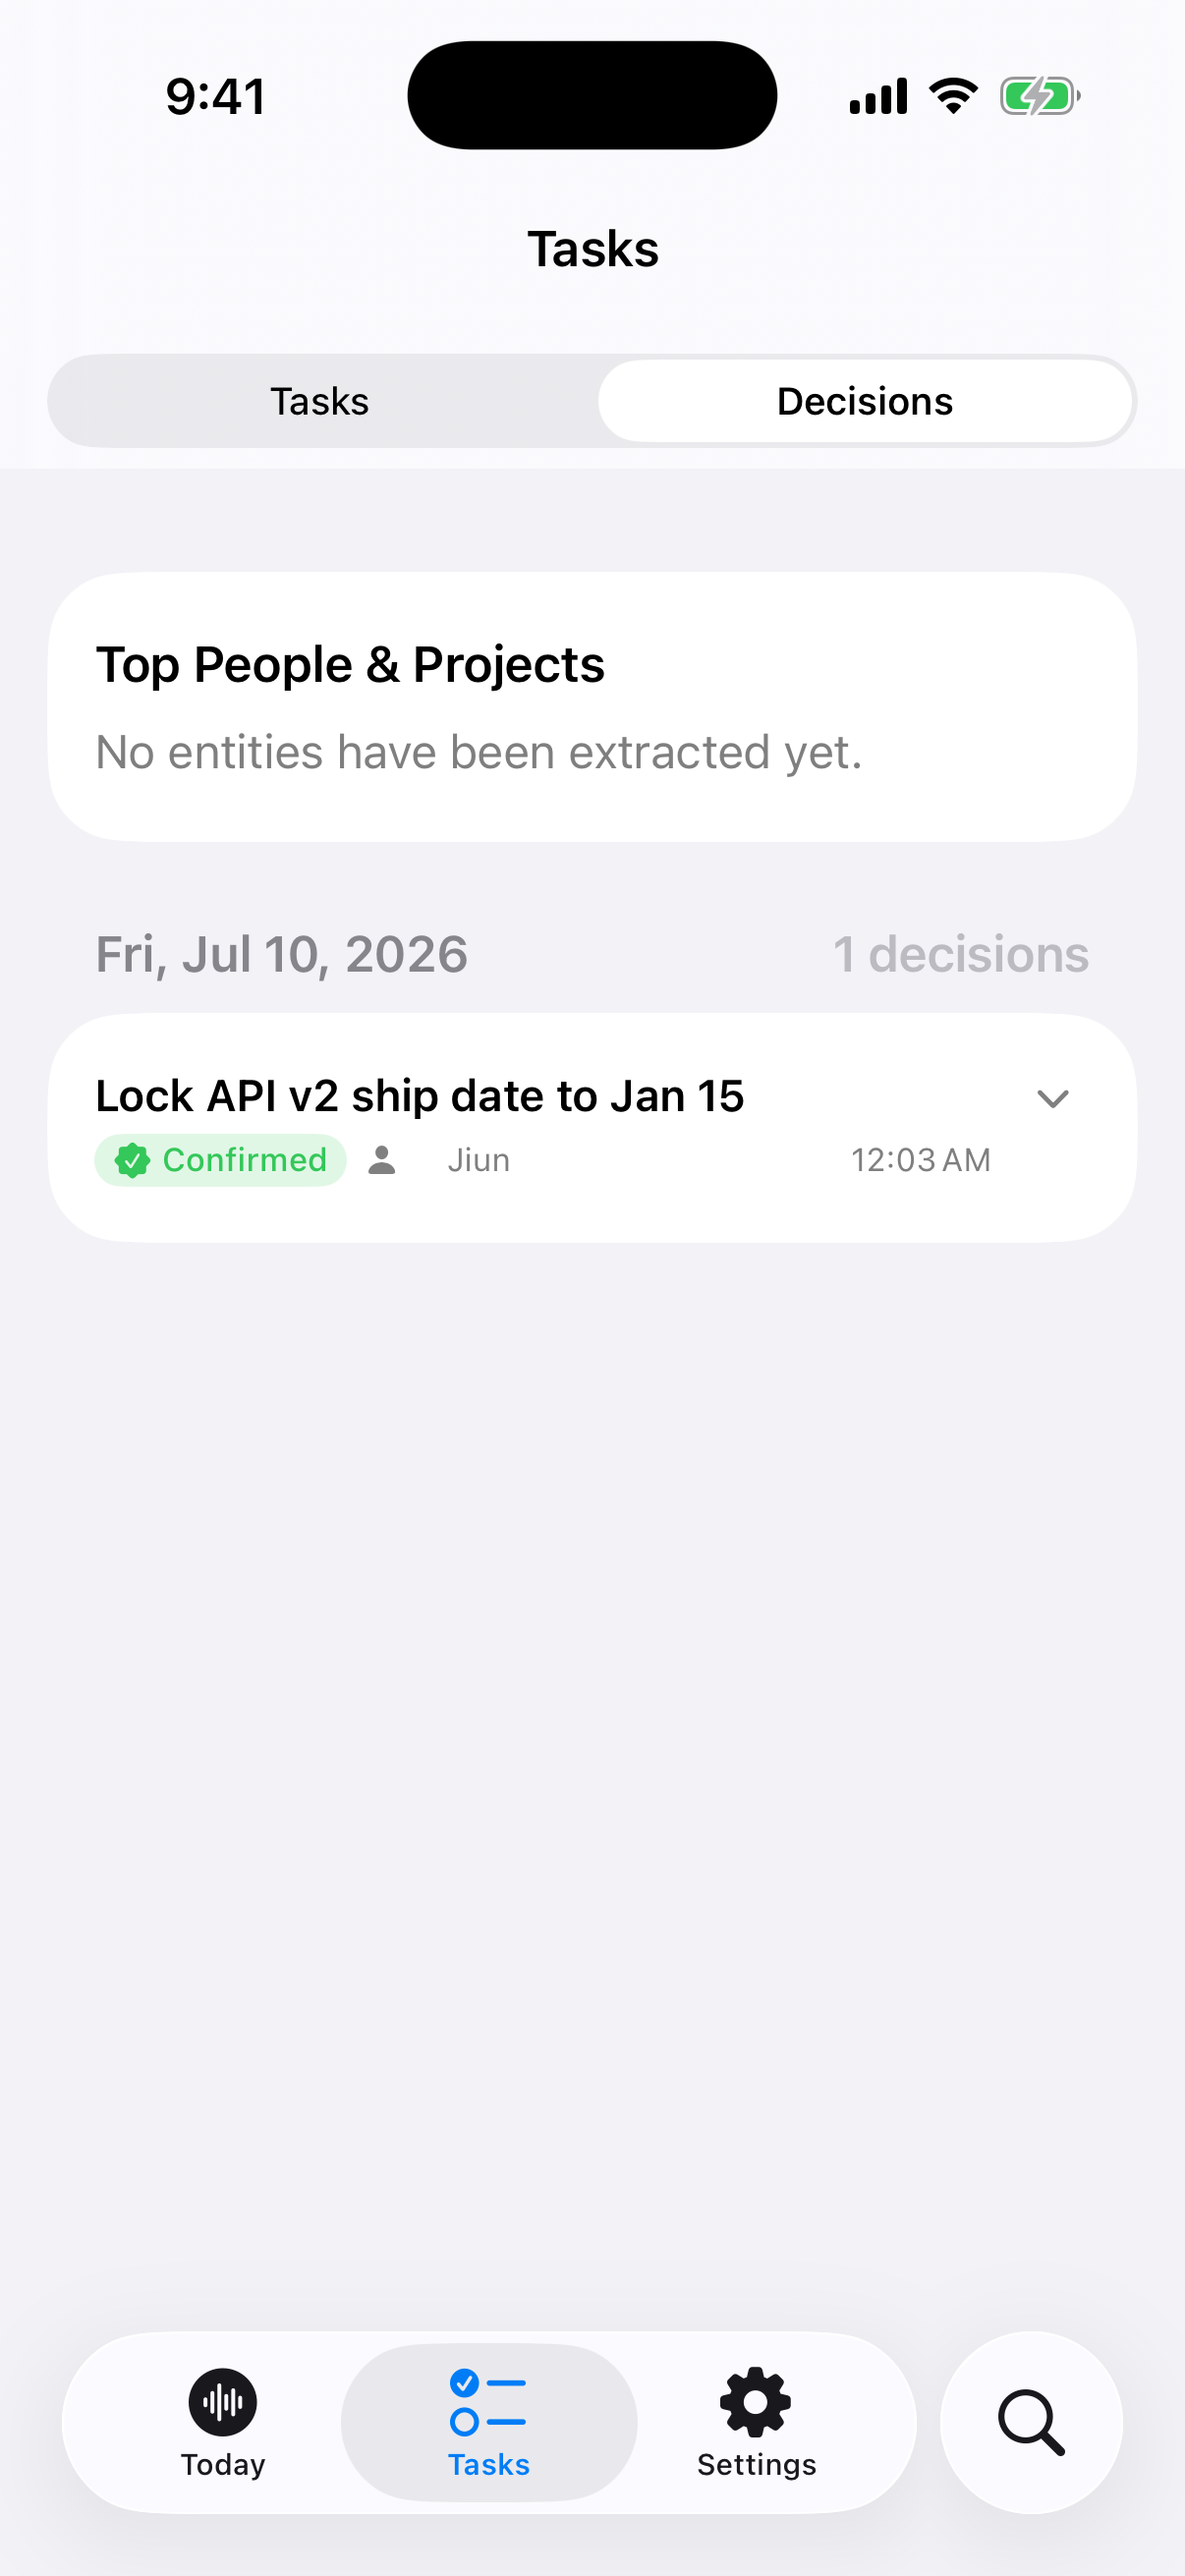 9:41
Tasks
Tasks
Decisions
Top People & Projects
No entities have been extracted yet.
Fri, Jul 10, 2026
1 decisions
Lock API v2 ship date to Jan 15
Confirmed
Jiun
12:03 AM
Today
Tasks
Settings